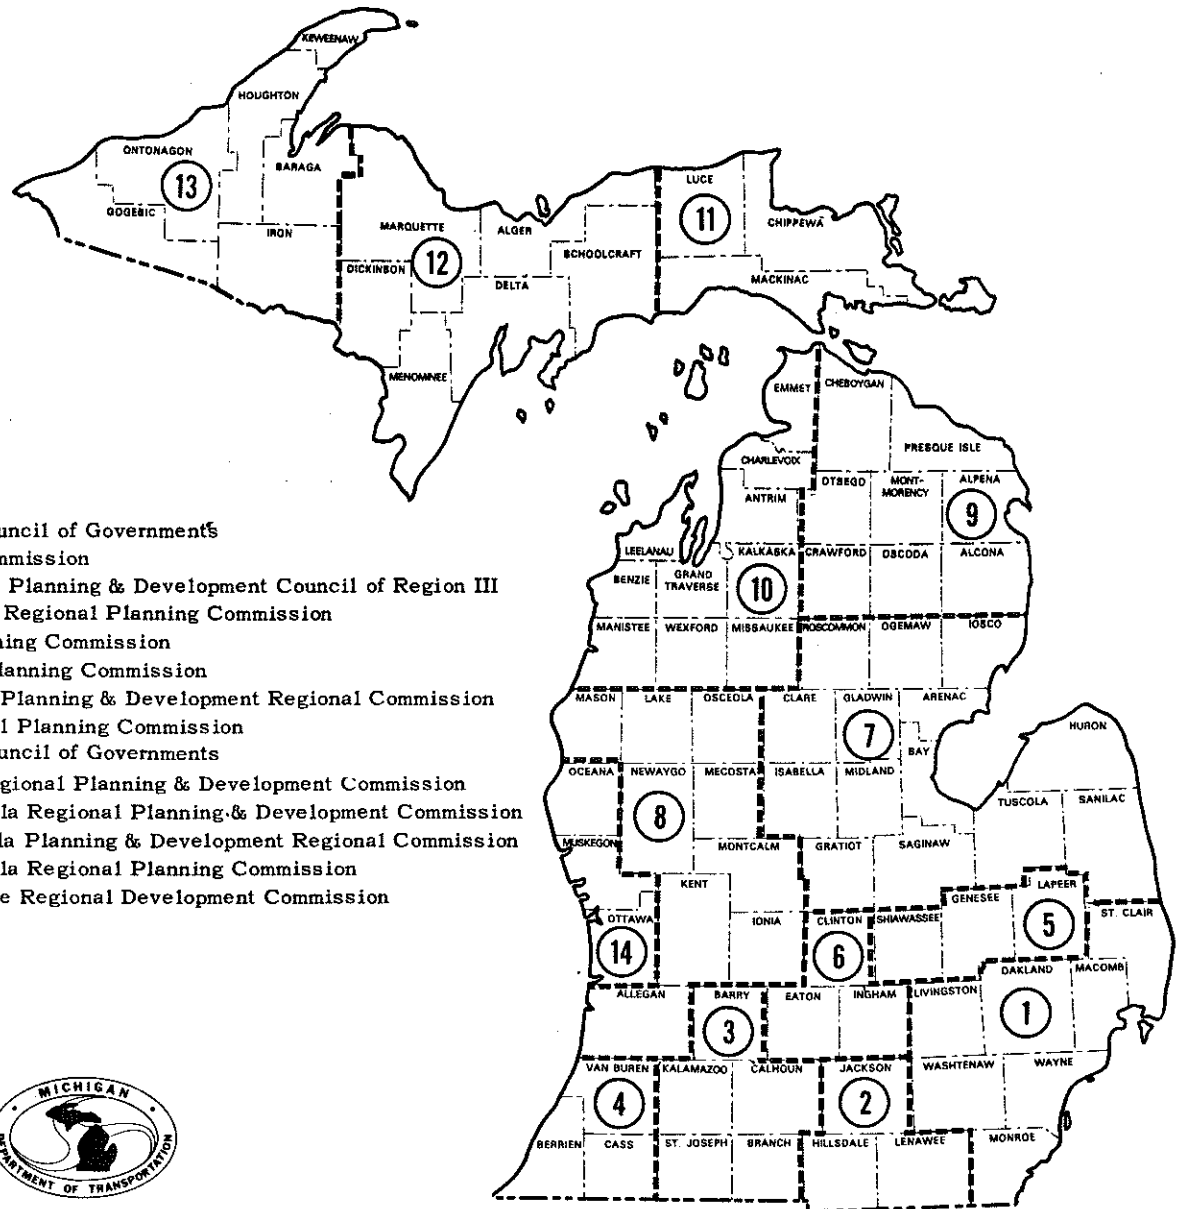 KEWEENAW
HOUGHTON
ONTONAGON
BARAGA
13
GOGEBIC
IRON
LUCE
11
CHIPPEWA
MARQUETTE
ALGER
12
SCHOOLCRAFT
DICKINSON
DELTA
MACKINAC
MENOMINEE
EMMET
CHEBOYGAN
PRESQUE ISLE
CHARLEVOIX
ANTRIM
OTSEGO
MONT-
MORENCY
ALPENA
9
LEELANAU
KALKASKA
CRAWFORD
OSCODA
ALCONA
BENZIE
GRAND
TRAVERSE
10
MANISTEE
WEXFORD
MISSAUKEE
ROSCOMMON
OGEMAW
IOSCO
uncil of Governments
mmission
Planning & Development Council of Region III
Regional Planning Commission
ning Commission
lanning Commission
Planning & Development Regional Commission
l Planning Commission
uncil of Governments
gional Planning & Development Commission
la Regional Planning & Development Commission
la Planning & Development Regional Commission
la Regional Planning Commission
e Regional Development Commission
MASON
LAKE
OSCEOLA
CLARE
GLADWIN
ARENAC
7
HURON
BAY
OCEANA
NEWAYGO
MECOSTA
ISABELLA
MIDLAND
TUSCOLA
SANILAC
8
MUSKEGON
MONTCALM
GRATIOT
SAGINAW
KENT
GENESEE
LAPEER
OTTAWA
IONIA
CLINTON
SHIAWASSEE
ST. CLAIR
5
14
6
OAKLAND
MACOMB
ALLEGAN
BARRY
EATON
INGHAM
LIVINGSTON
3
1
VAN BUREN
KALAMAZOO
CALHOUN
JACKSON
WASHTENAW
WAYNE
4
2
BERRIEN
CASS
ST. JOSEPH
BRANCH
HILLSDALE
LENAWEE
MONROE
MICHIGAN
DEPARTMENT OF TRANSPORTATION